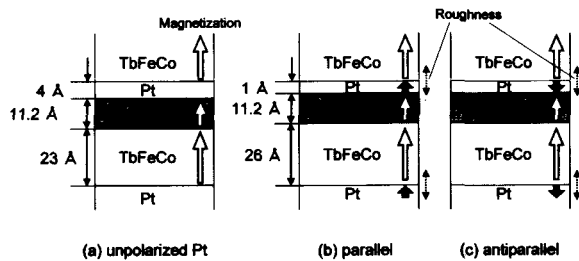 Magnetization
Roughness
TbFeCo
TbFeCo
TbFeCo
4 Å
Pt
1 Å
Pt
Pt
11.2 Å
11.2 Å
23 Å
TbFeCo
26 Å
TbFeCo
TbFeCo
Pt
Pt
Pt
(a) unpolarized Pt
(b) parallel
(c) antiparallel